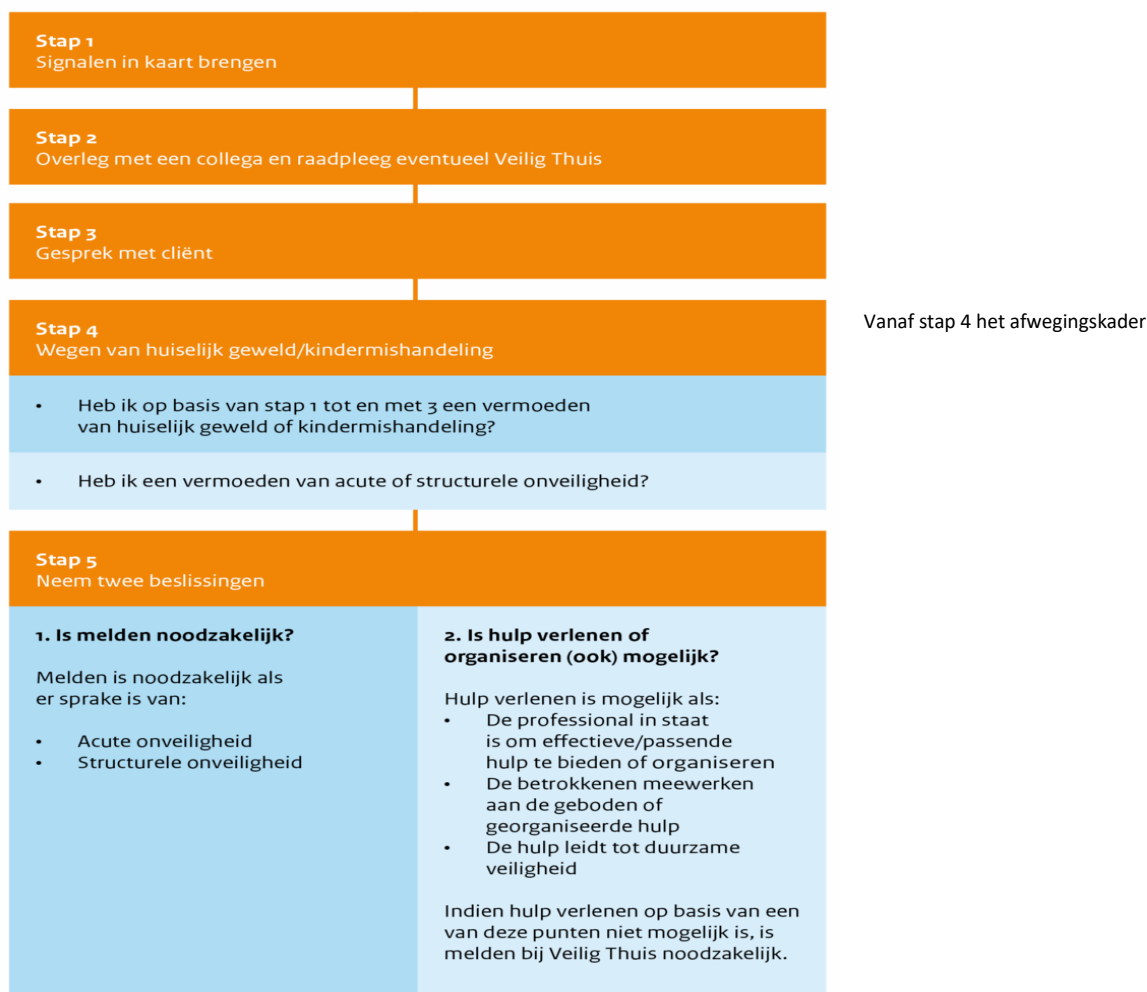 Stap 1
Signalen in kaart brengen
Stap 2
Overleg met een collega en raadpleeg eventueel Veilig Thuis
Stap 3
Gesprek met cliënt
Stap 4
Wegen van huiselijk geweld/kindermishandeling
Vanaf stap 4 het afwegingskader
• Heb ik op basis van stap 1 tot en met 3 een vermoeden
van huiselijk geweld of kindermishandeling?
• Heb ik een vermoeden van acute of structurele onveiligheid?
Stap 5
Neem twee beslissingen
1. Is melden noodzakelijk?
Melden is noodzakelijk als
er sprake is van:
• Acute onveiligheid
• Structurele onveiligheid
2. Is hulp verlenen of
organiseren (ook) mogelijk?
Hulp verlenen is mogelijk als:
• De professional in staat
is om effectieve/passende
hulp te bieden of organiseren
• De betrokkenen meewerken
aan de geboden of
georganiseerde hulp
• De hulp leidt tot duurzame
veiligheid
Indien hulp verlenen op basis van een
van deze punten niet mogelijk is, is
melden bij Veilig Thuis noodzakelijk.